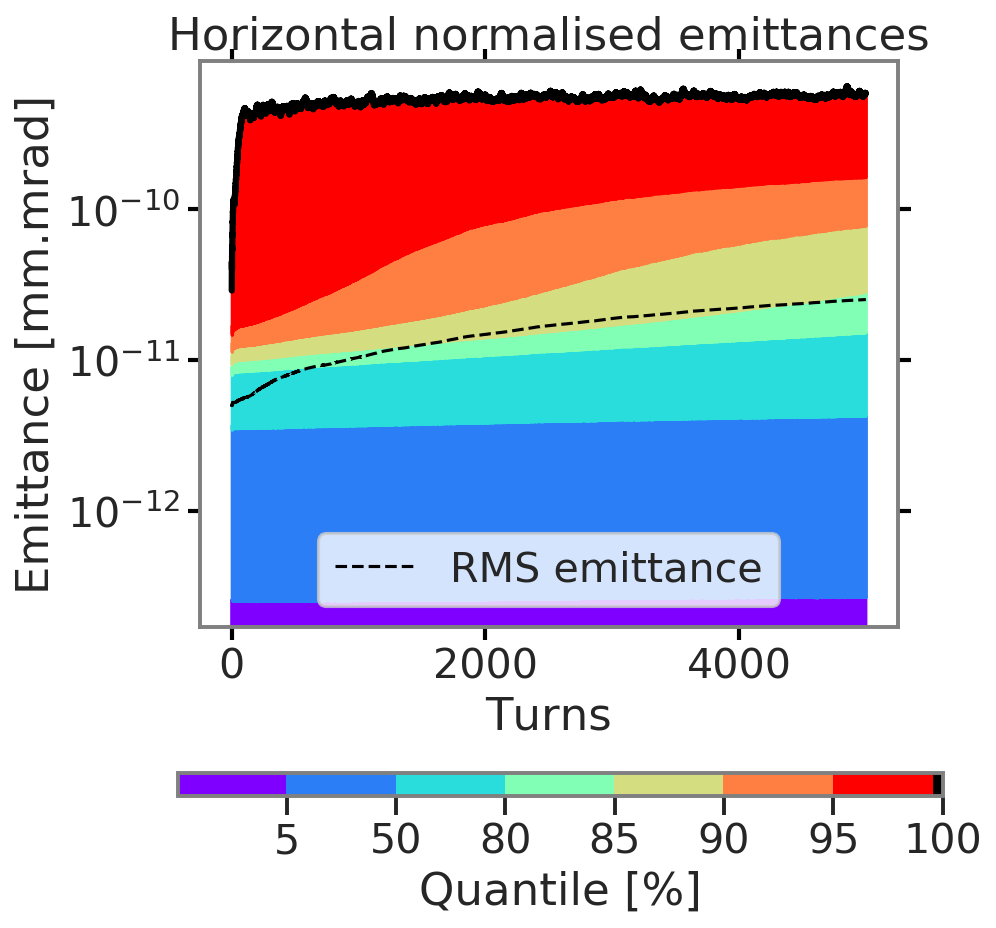 Horizontal normalised emittances
Emittance [mm.mrad]
10⁻¹⁰
10⁻¹¹
10⁻¹²
RMS emittance
0 2000 4000
Turns
5 50 80 85 90 95 100
Quantile [%]